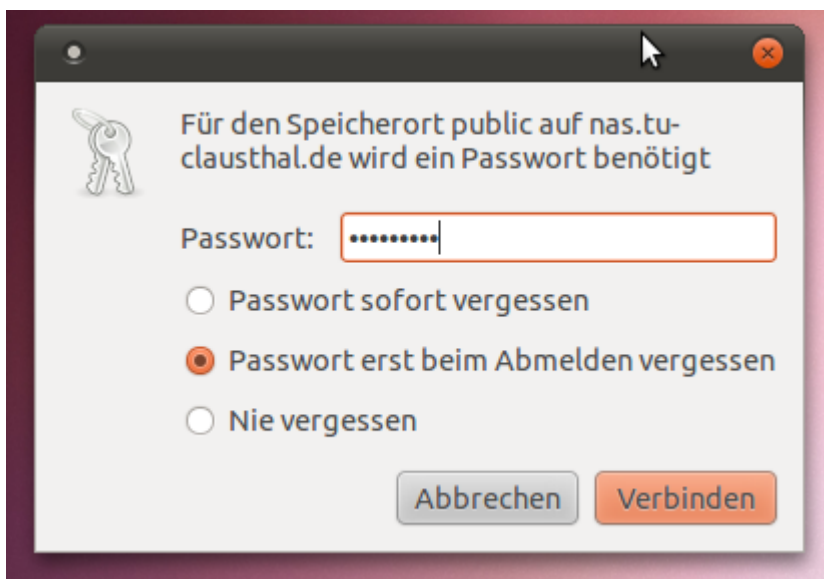 Für den Speicherort public auf nas.tu-
clausthal.de wird ein Passwort benötigt
Passwort: •••••••••
Passwort sofort vergessen
Passwort erst beim Abmelden vergessen
Nie vergessen
Abbrechen Verbinden